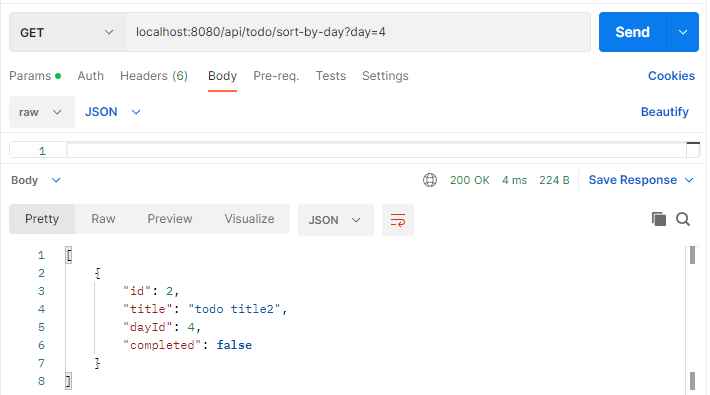 GET localhost:8080/api/todo/sort-by-day?day=4 Send
Params Auth Headers (6) Body Pre-req. Tests Settings Cookies
raw JSON Beautify
1
Body 200 OK 4 ms 224 B Save Response
Pretty Raw Preview Visualize JSON
1 [
2 {
3 "id": 2,
4 "title": "todo title2",
5 "dayId": 4,
6 "completed": false
7 }
8 ]